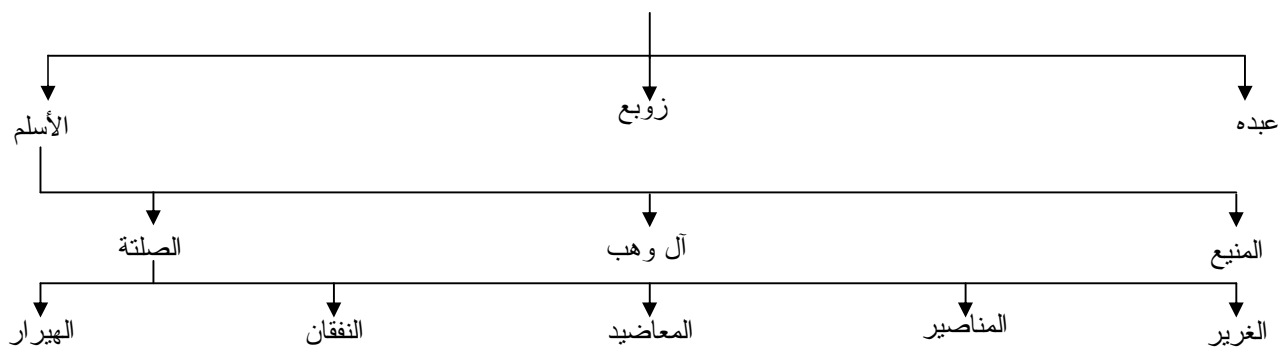 عبده
زوبع
الأسلم
المنيع
آل وهب
الصلتة
الغرير
المناصير
المعاضيد
النفقان
الهيرار